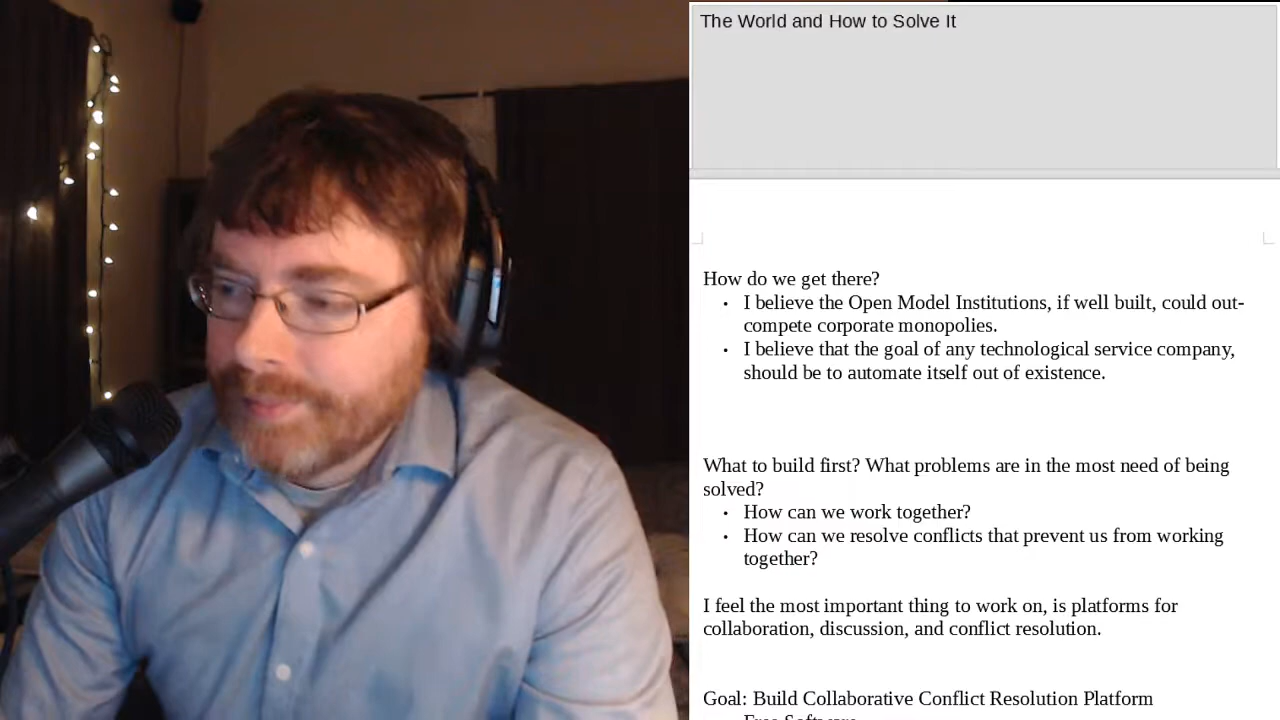 The World and How to Solve It
How do we get there?
• I believe the Open Model Institutions, if well built, could out-
compete corporate monopolies.
• I believe that the goal of any technological service company,
should be to automate itself out of existence.
What to build first? What problems are in the most need of being
solved?
• How can we work together?
• How can we resolve conflicts that prevent us from working
together?
I feel the most important thing to work on, is platforms for
collaboration, discussion, and conflict resolution.
Goal: Build Collaborative Conflict Resolution Platform
Free Software